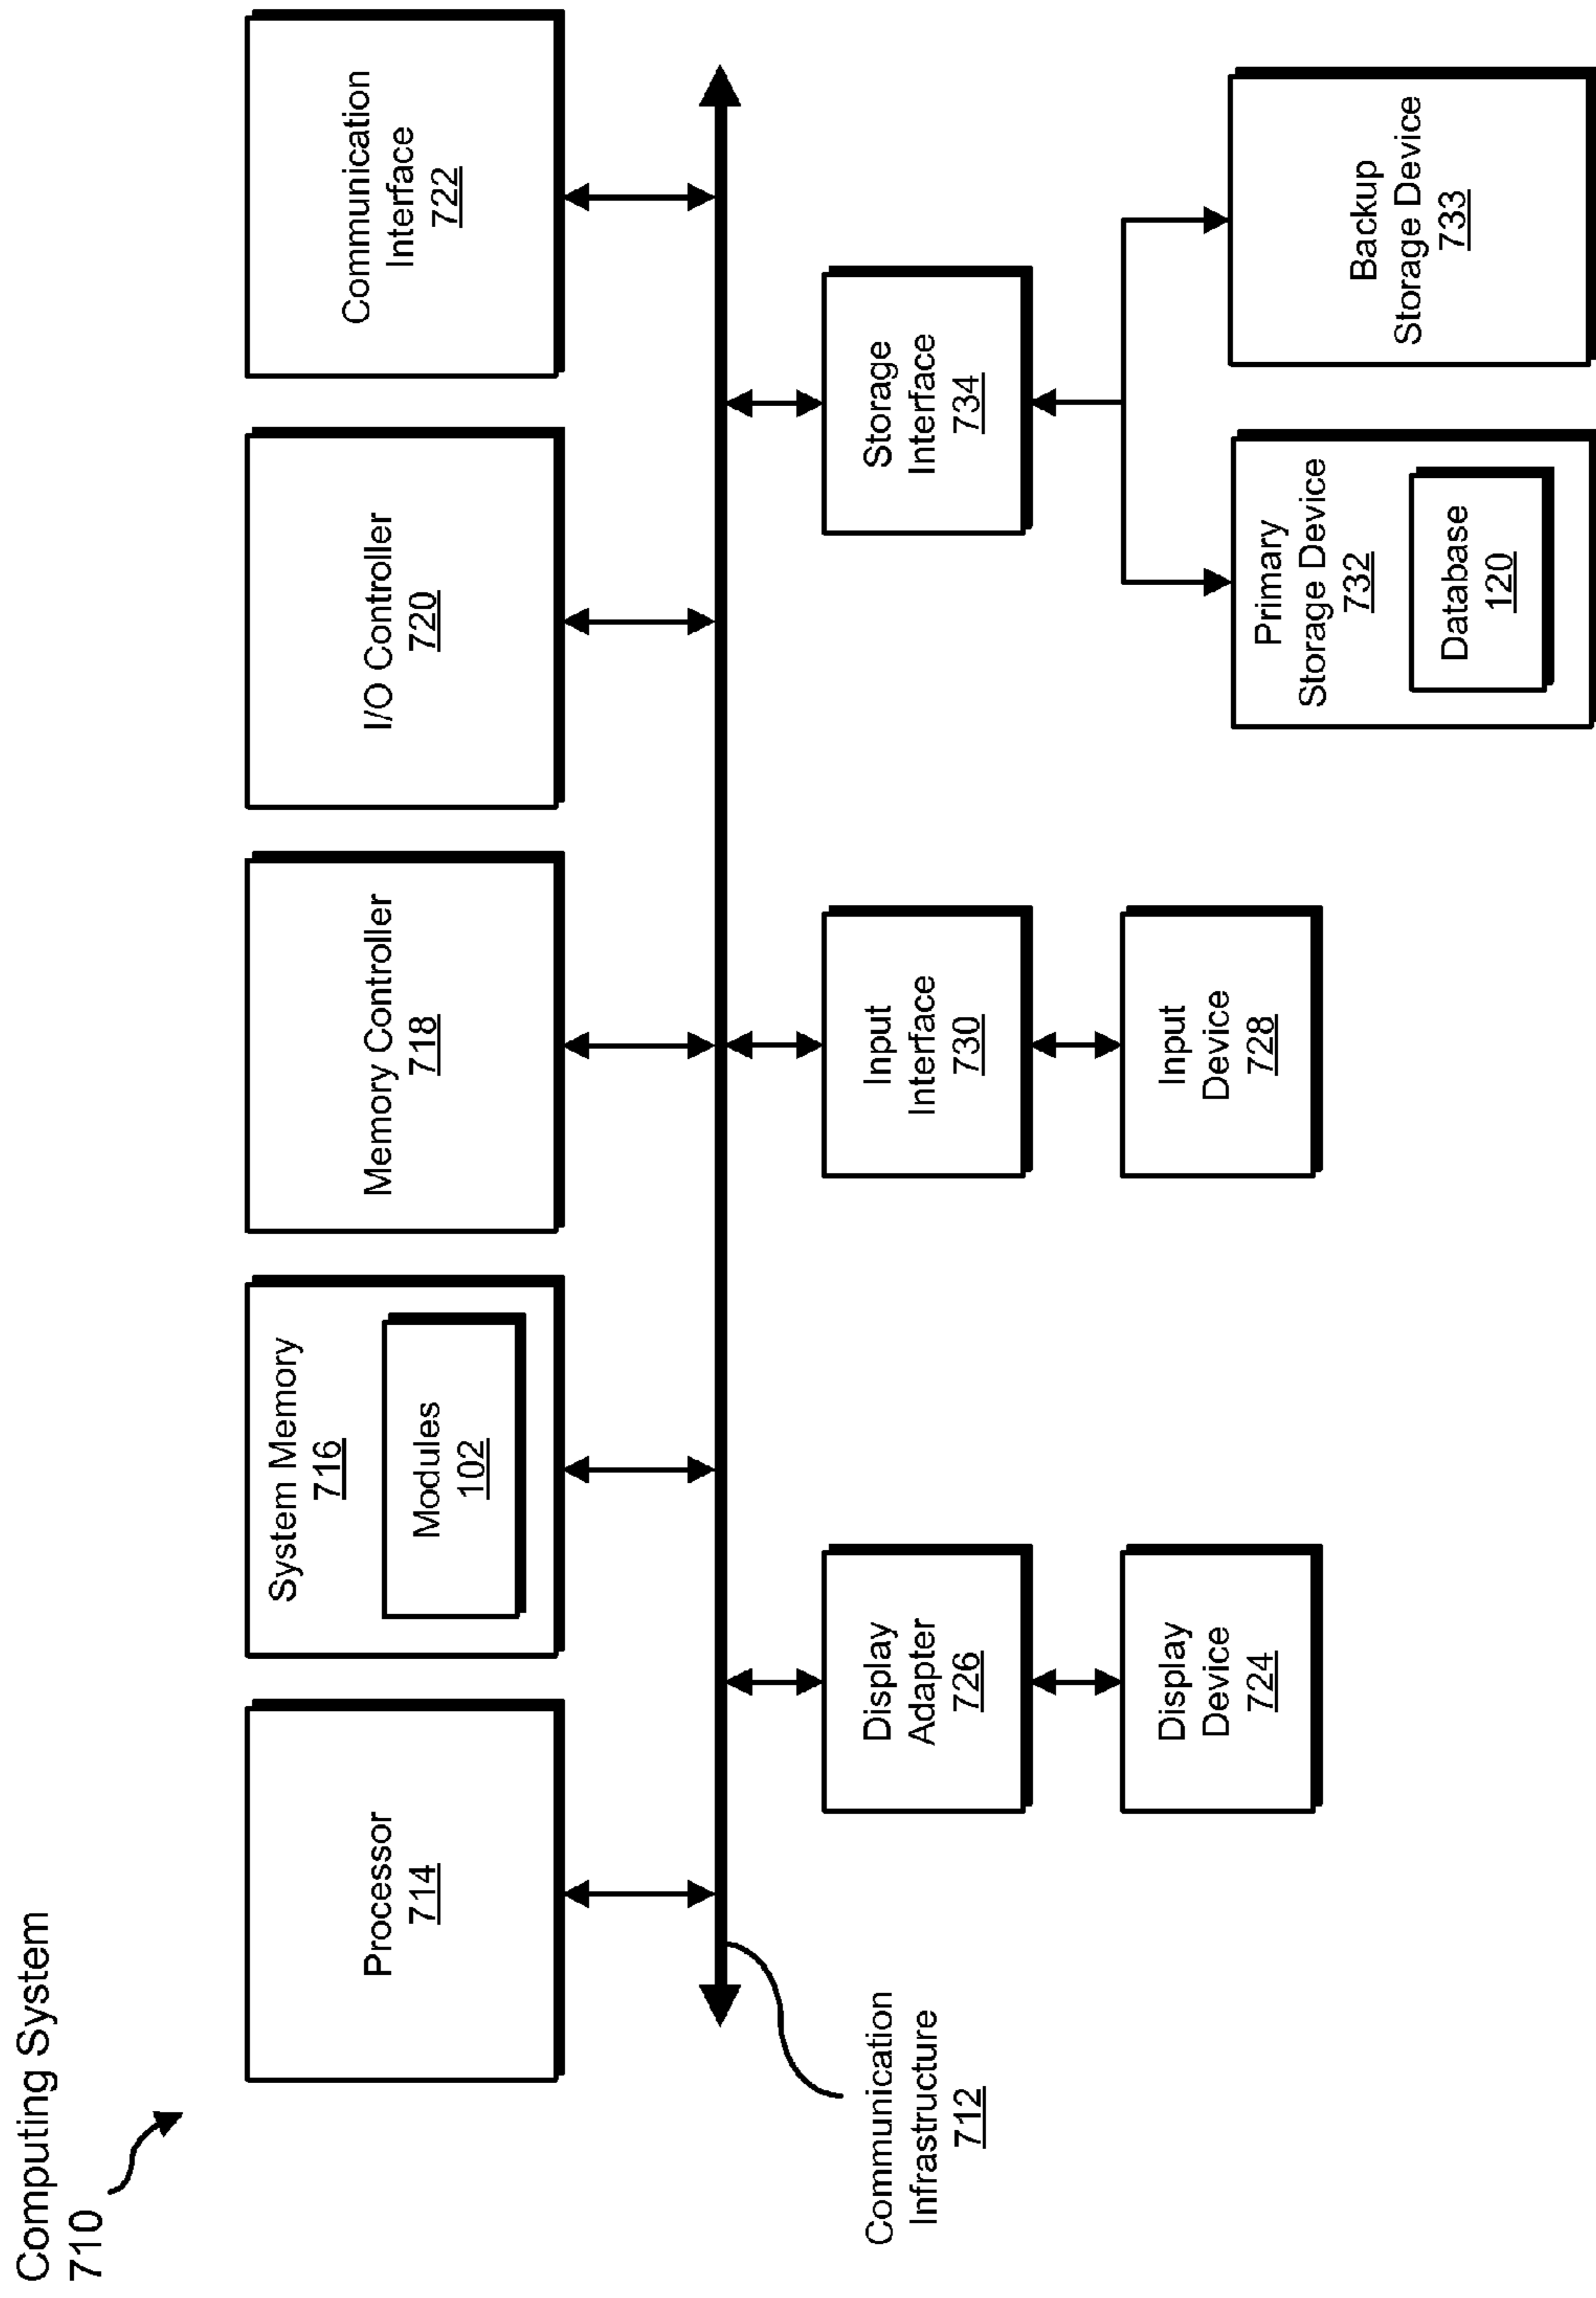 Computing System
710
Processor
714
System Memory
716
Modules
102
Memory Controller
718
I/O Controller
720
Communication
Interface
722
Communication
Infrastructure
712
Display
Adapter
726
Input
Interface
730
Storage
Interface
734
Display
Device
724
Input
Device
728
Primary
Storage Device
732
Database
120
Backup
Storage Device
733